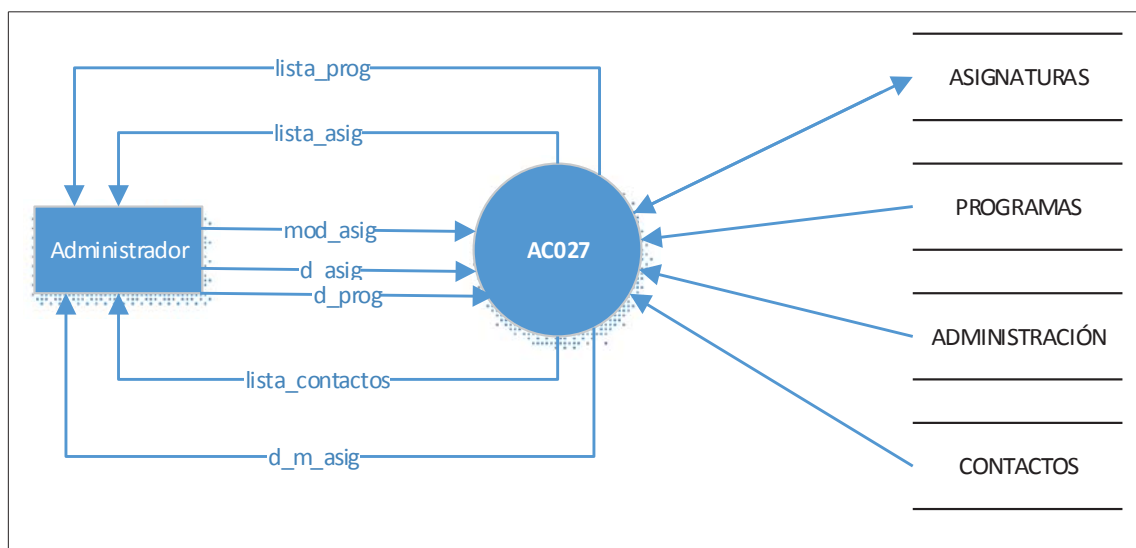 lista_prog
ASIGNATURAS
lista_asig
PROGRAMAS
mod_asig
Administrador
AC027
d_asig
d_prog
ADMINISTRACIÓN
lista_contactos
d_m_asig
CONTACTOS